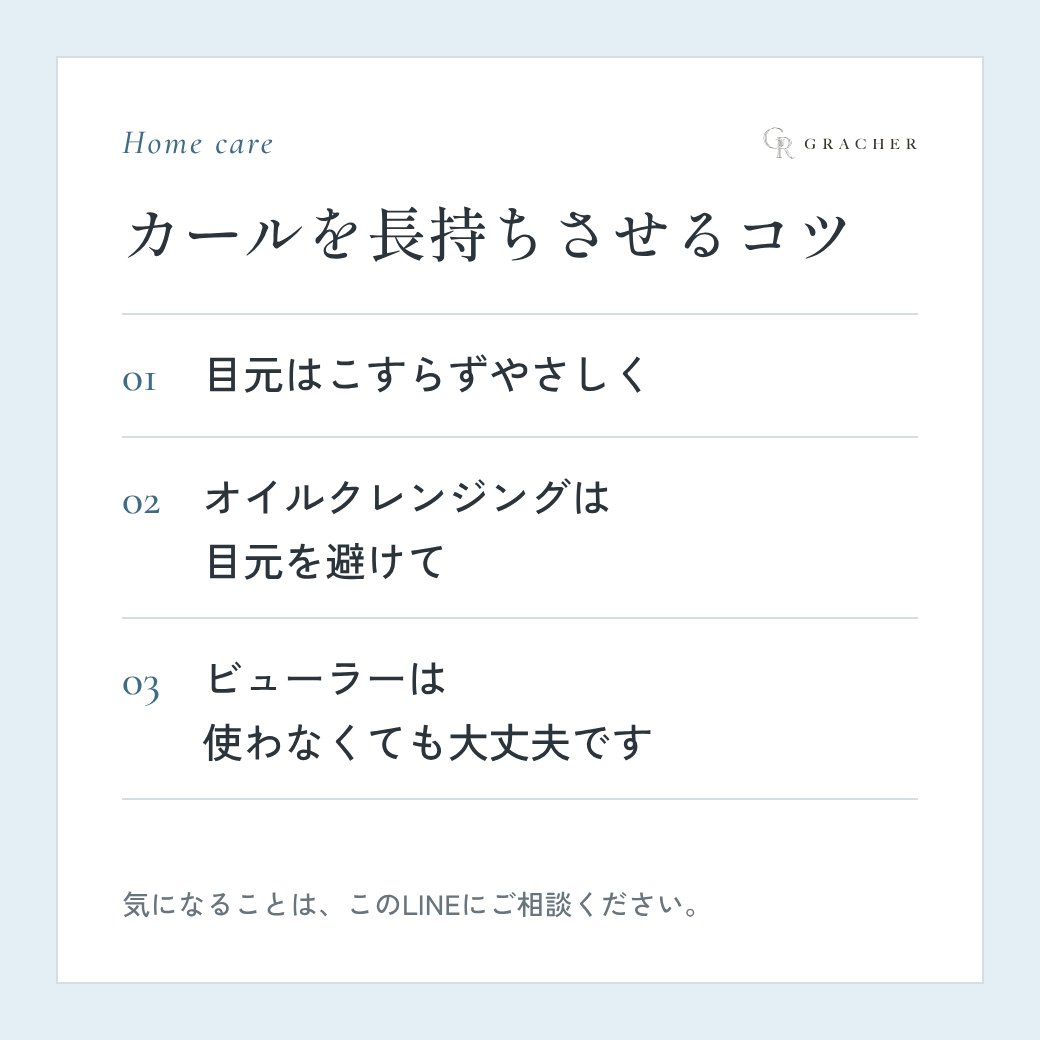 Home care
GR GRACHER
カールを長持ちさせるコツ
01 目元はこすらずやさしく
02 オイルクレンジングは
目元を避けて
03 ビューラーは
使わなくても大丈夫です
気になることは、このLINEにご相談ください。